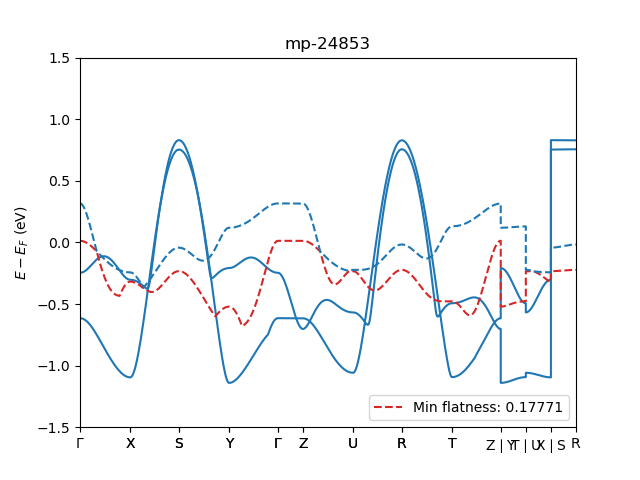 mp-24853
E − E_F (eV)
1.5
1.0
0.5
0.0
−0.5
−1.0
−1.5
Min flatness: 0.17771
Γ X S Y Γ Z U R T Z | Y T | U X | S R